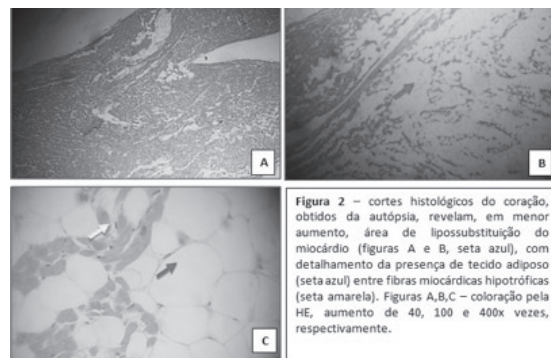 A
B
C
Figura 2 – cortes histológicos do coração,
obtidos da autópsia, revelam, em menor
aumento, área de lipossubstituição do
miocárdio (figuras A e B, seta azul), com
detalhamento da presença de tecido adiposo
(seta azul) entre fibras miocárdicas hipotróficas
(seta amarela). Figuras A,B,C – coloração pela
HE, aumento de 40, 100 e 400x vezes,
respectivamente.